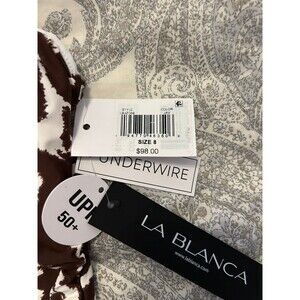 STYLE
COLOR
SIZE 8
$98.00
UNDERWIRE
UPF
50+
LA BLANCA
www.lablanca.com